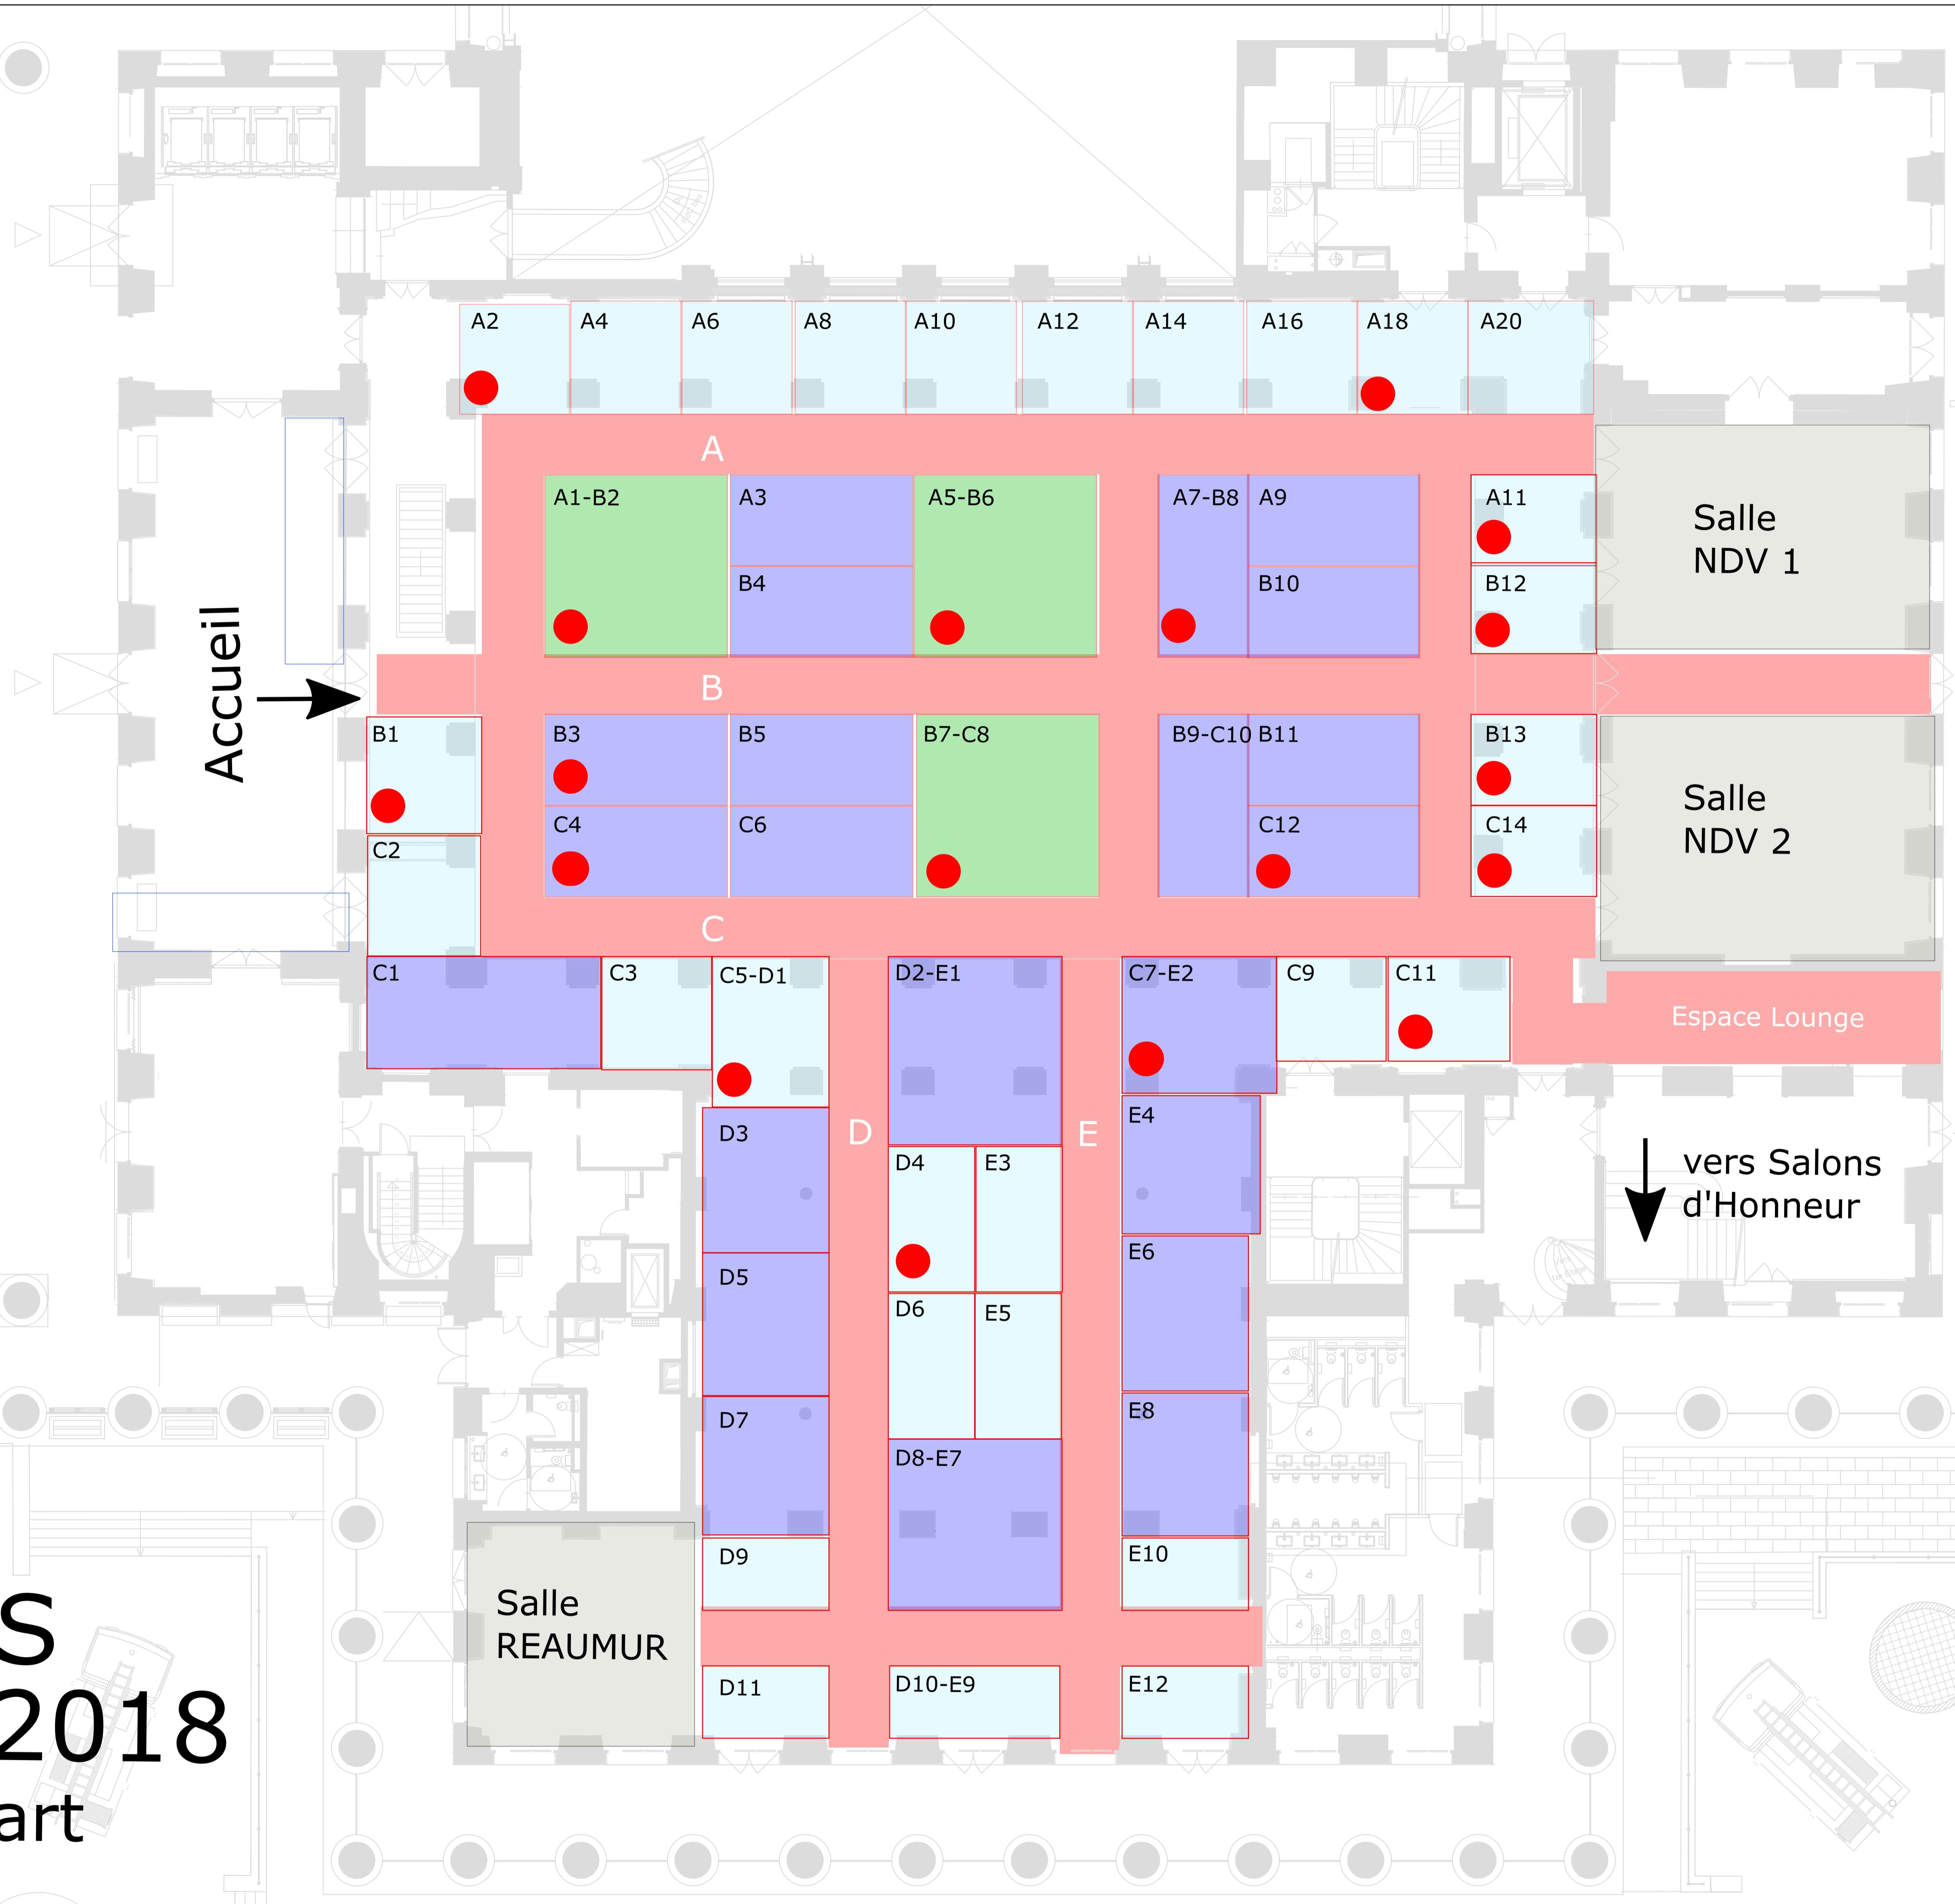 A2
A4
A6
A8
A10
A12
A14
A16
A18
A20
A
A1-B2
A3
A5-B6
A7-B8
A9
A11
Salle
NDV 1
B4
B10
B12
Accueil
B
B1
B3
B5
B7-C8
B9-C10
B11
B13
Salle
NDV 2
C2
C4
C6
C12
C14
C
C1
C3
C5-D1
D2-E1
C7-E2
C9
C11
Espace Lounge
D
E
D3
D4
E3
E4
vers Salons
d'Honneur
D5
D6
E5
E6
D7
D8-E7
E8
D9
E10
Salle
REAUMUR
D11
D10-E9
E12
S
2018
art